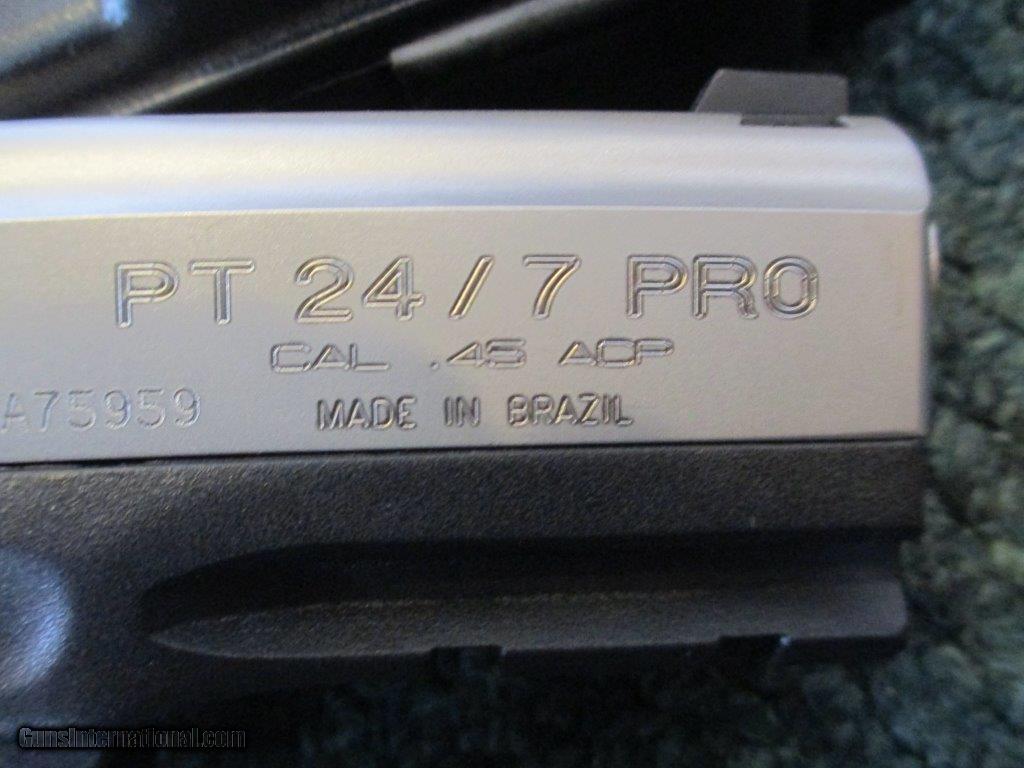 PT 24/7 PRO
CAL .45 ACP
A75959 MADE IN BRAZIL
GunsInternational.com